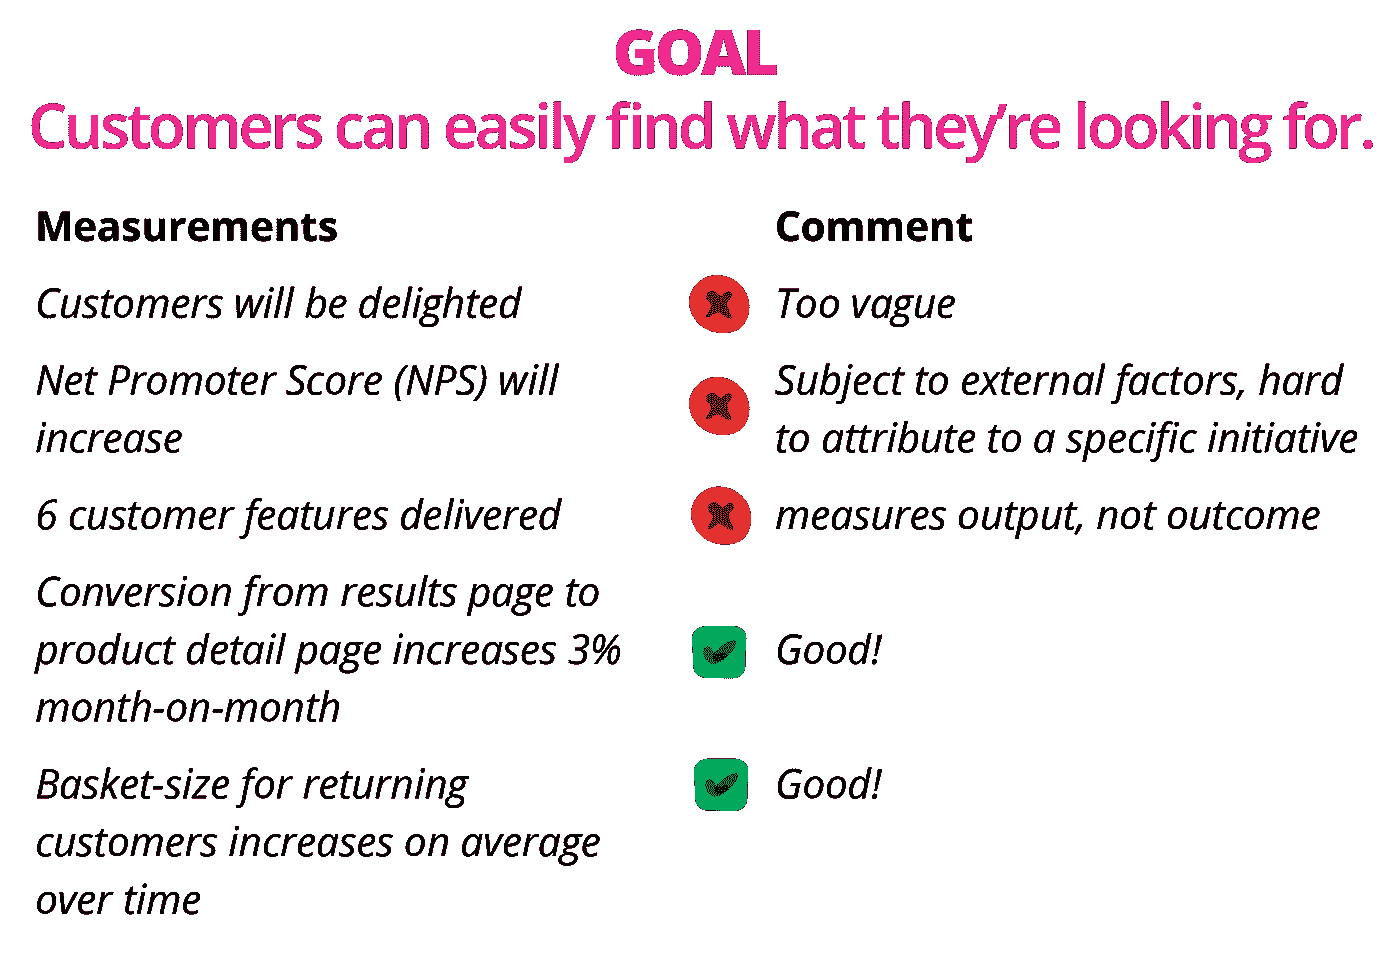 GOAL
Customers can easily find what they’re looking for.
Measurements
Comment
Customers will be delighted
Too vague
Net Promoter Score (NPS) will
increase
Subject to external factors, hard
to attribute to a specific initiative
6 customer features delivered
measures output, not outcome
Conversion from results page to
product detail page increases 3%
month-on-month
Good!
Basket-size for returning
customers increases on average
over time
Good!